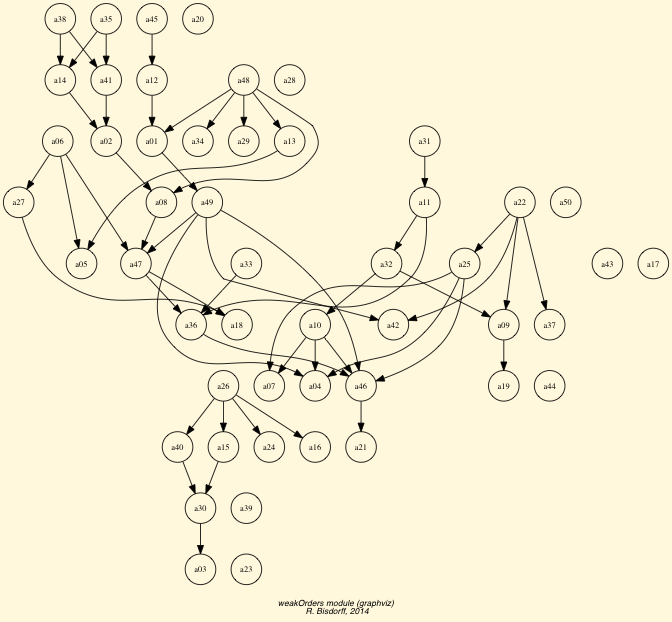 a38 a35 a45 a20
a14 a41 a12 a48 a28
a06 a02 a01 a34 a29 a13 a31
a27 a08 a49 a11 a22 a50
a05 a47 a33 a32 a25 a43 a17
a36 a18 a10 a42 a09 a37
a26 a07 a04 a46 a19 a44
a40 a15 a24 a16 a21
a30 a39
a03 a23
weakOrders module (graphviz)
R. Bisdorff, 2014